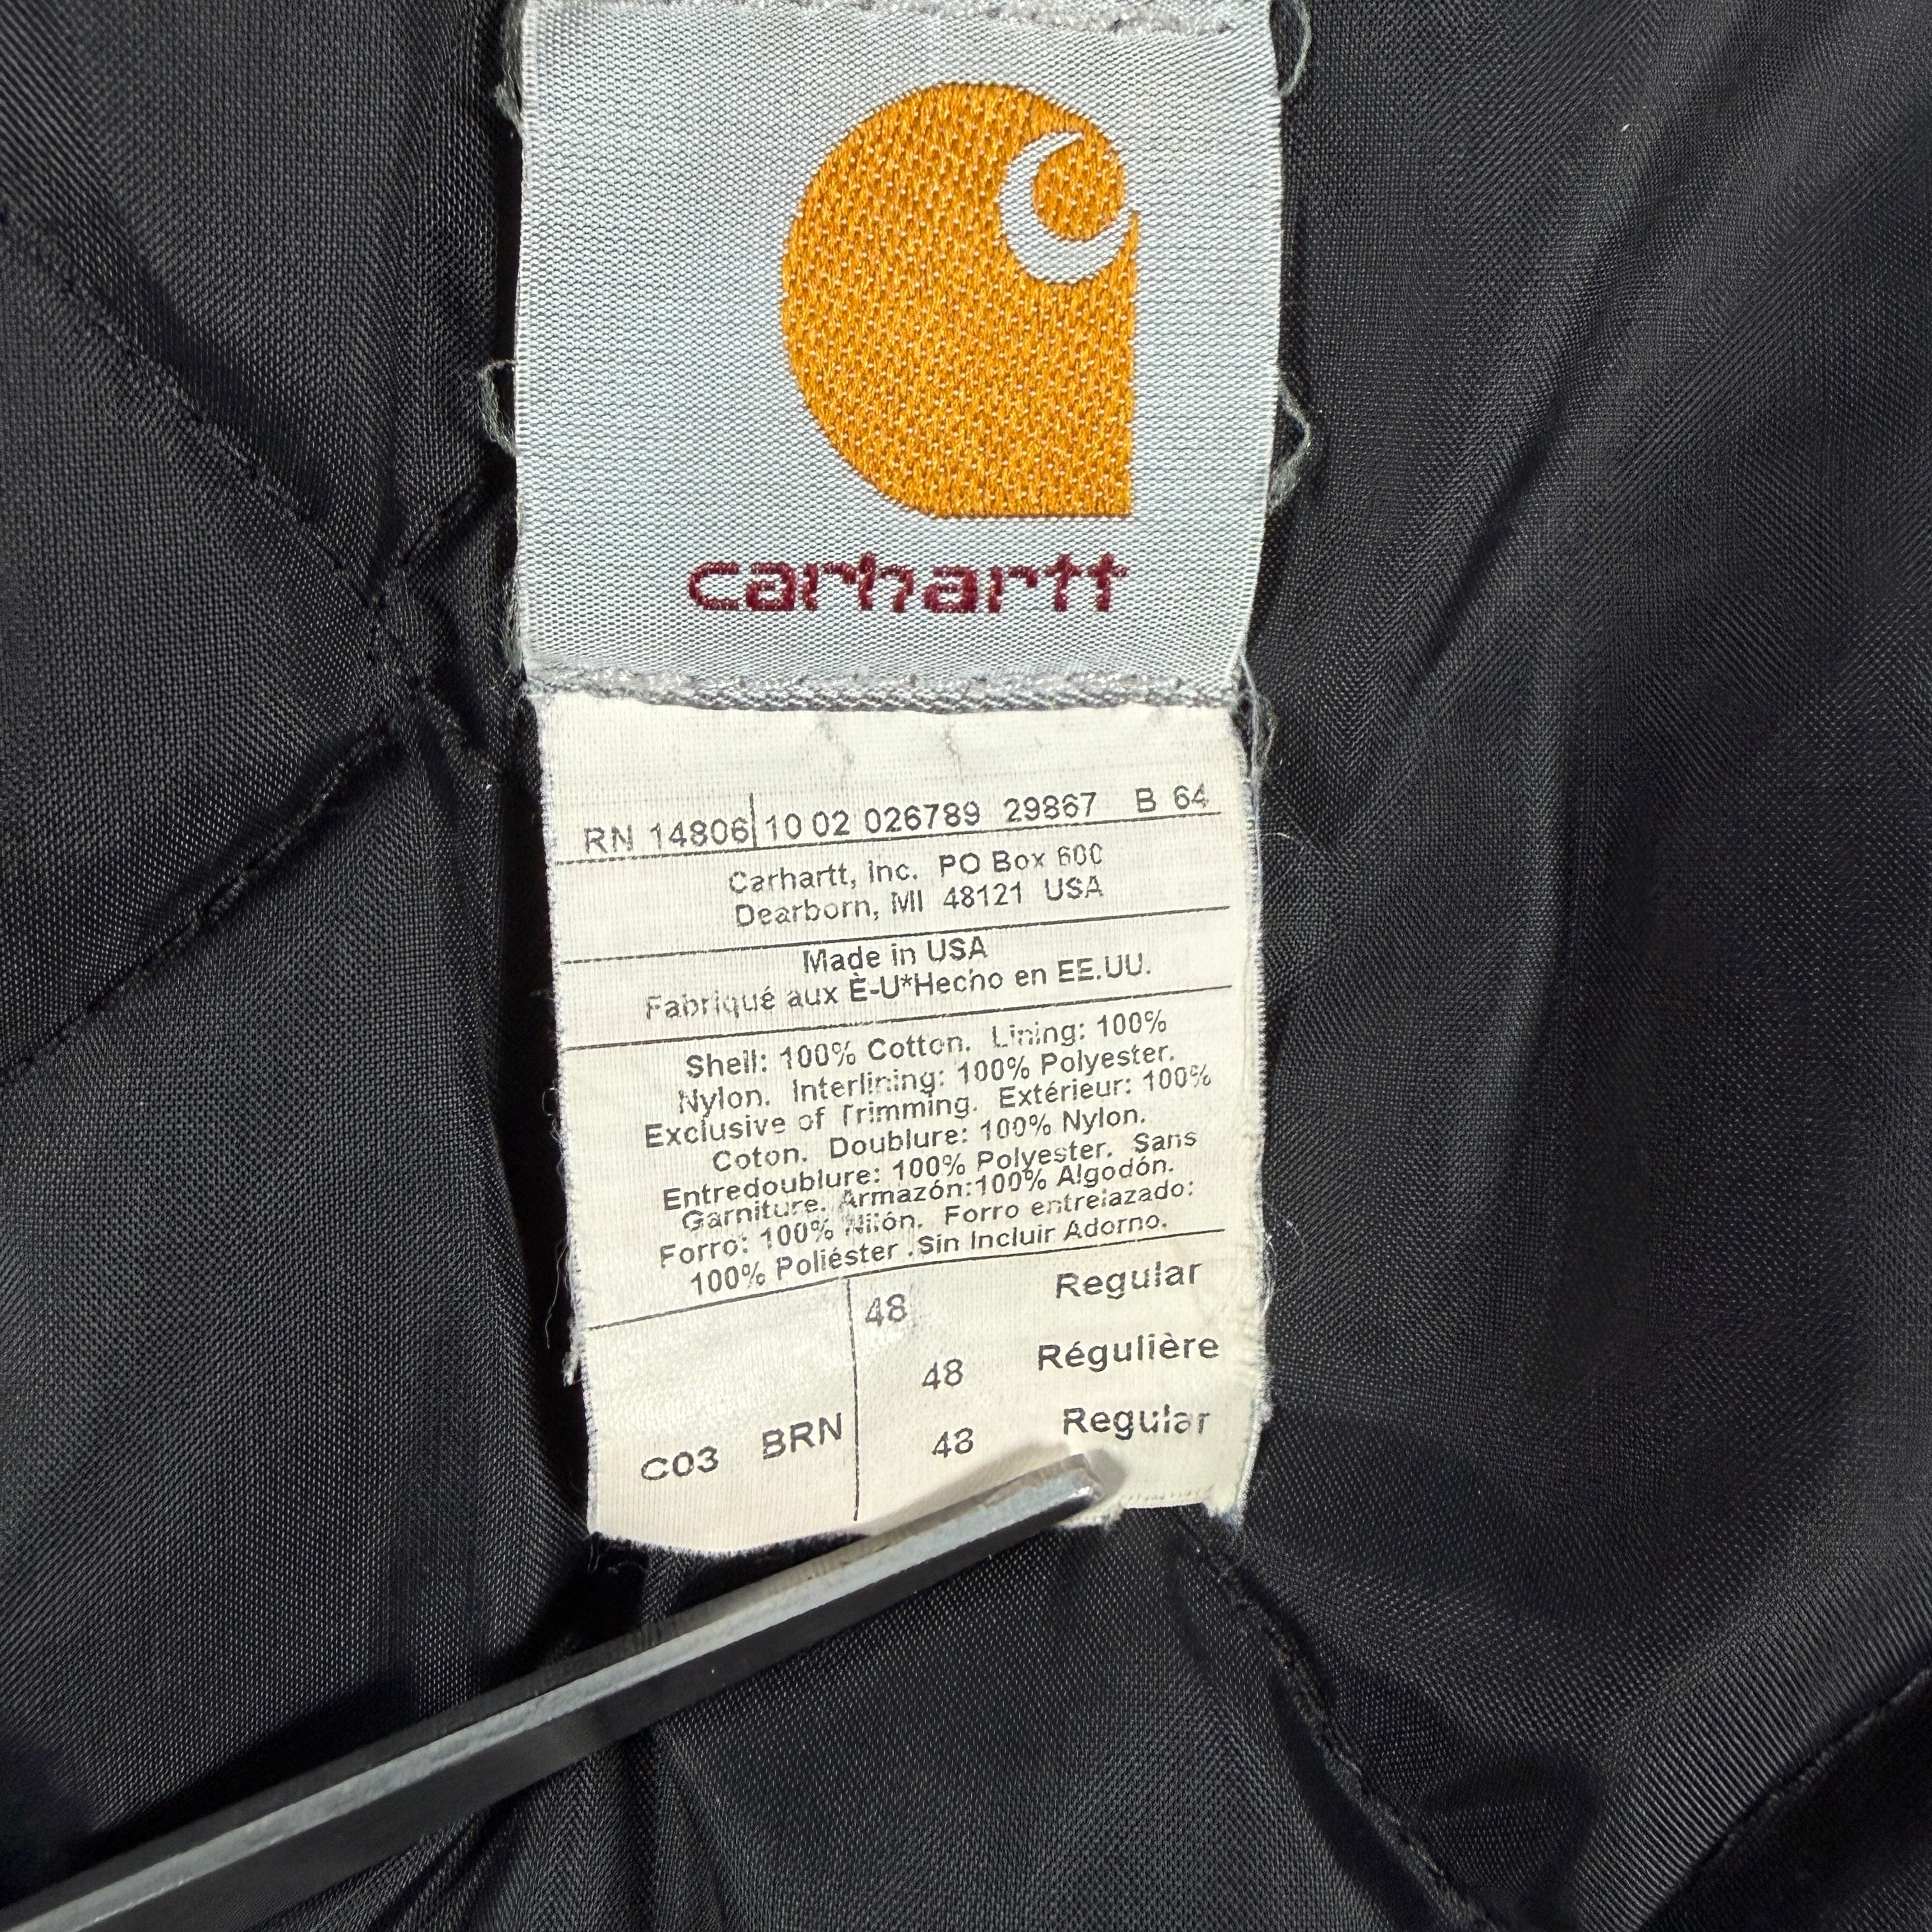 carhartt
RN 14806 10 02 026789 29867 B 64
Carhartt, Inc. PO Box 600
Dearborn, MI 48121 USA
Made in USA
Fabriqué aux È-U*Hecho en EE.UU.
Shell: 100% Cotton. Lining: 100%
Nylon. Interlining: 100% Polyester.
Exclusive of Trimming. Extérieur: 100%
Coton. Doublure: 100% Nylon.
Entredoublure: 100% Polyester. Sans
Garniture. Armazón:100% Algodón.
Forro: 100% Nilón. Forro entrelazado:
100% Poliéster .Sin Incluir Adorno.
48 Regular
48 Régulière
C03 BRN 48 Regular